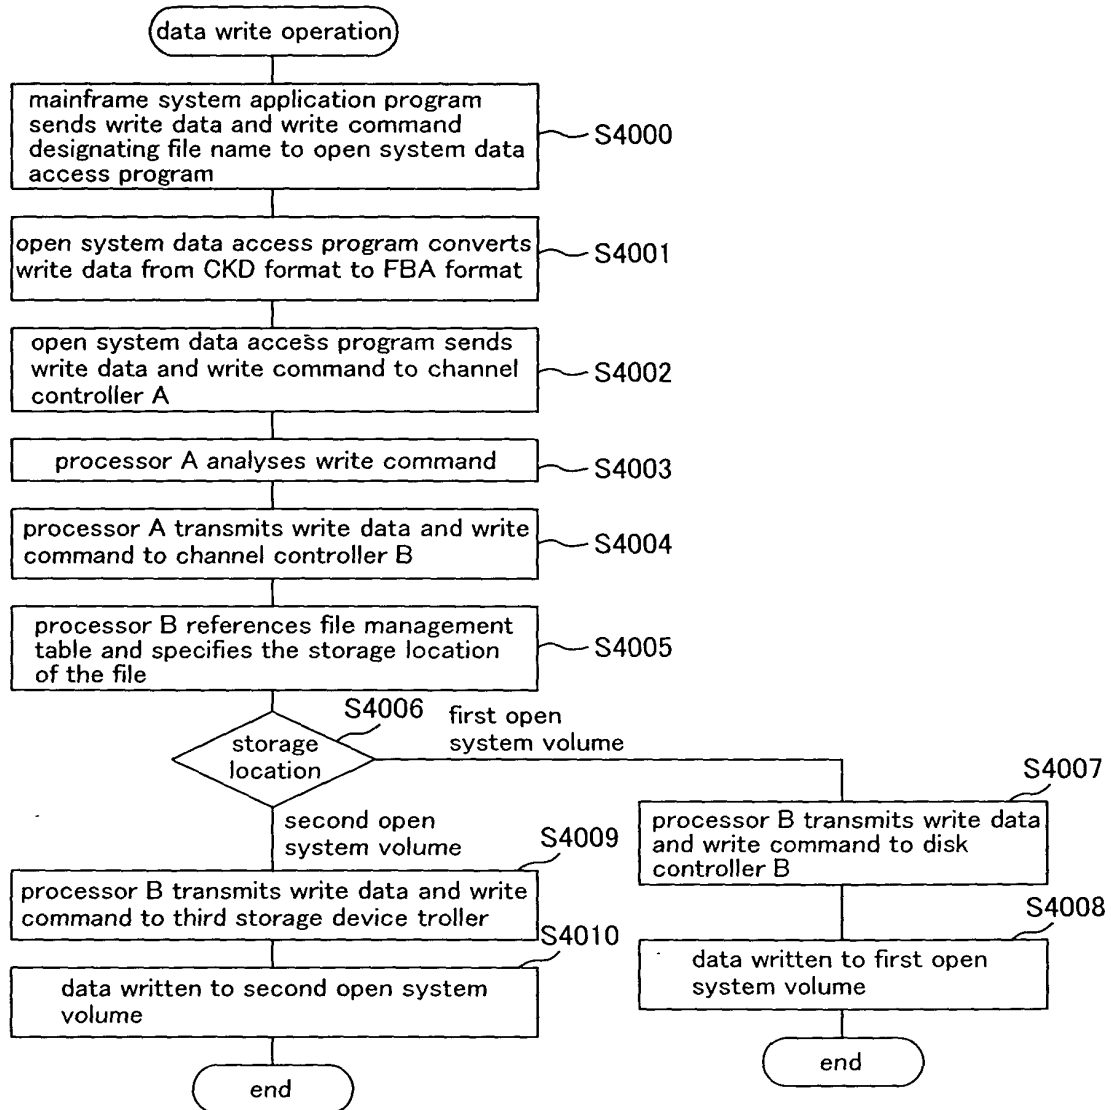 data write operation
mainframe system application program
sends write data and write command
designating file name to open system data
access program
S4000
open system data access program converts
write data from CKD format to FBA format
S4001
open system data access program sends
write data and write command to channel
controller A
S4002
processor A analyses write command
S4003
processor A transmits write data and write
command to channel controller B
S4004
processor B references file management
table and specifies the storage location
of the file
S4005
S4006
storage
location
first open
system volume
S4007
processor B transmits write data
and write command to disk
controller B
second open
system volume
S4009
processor B transmits write data and write
command to third storage device troller
S4008
data written to first open
system volume
S4010
data written to second open system
volume
end
end